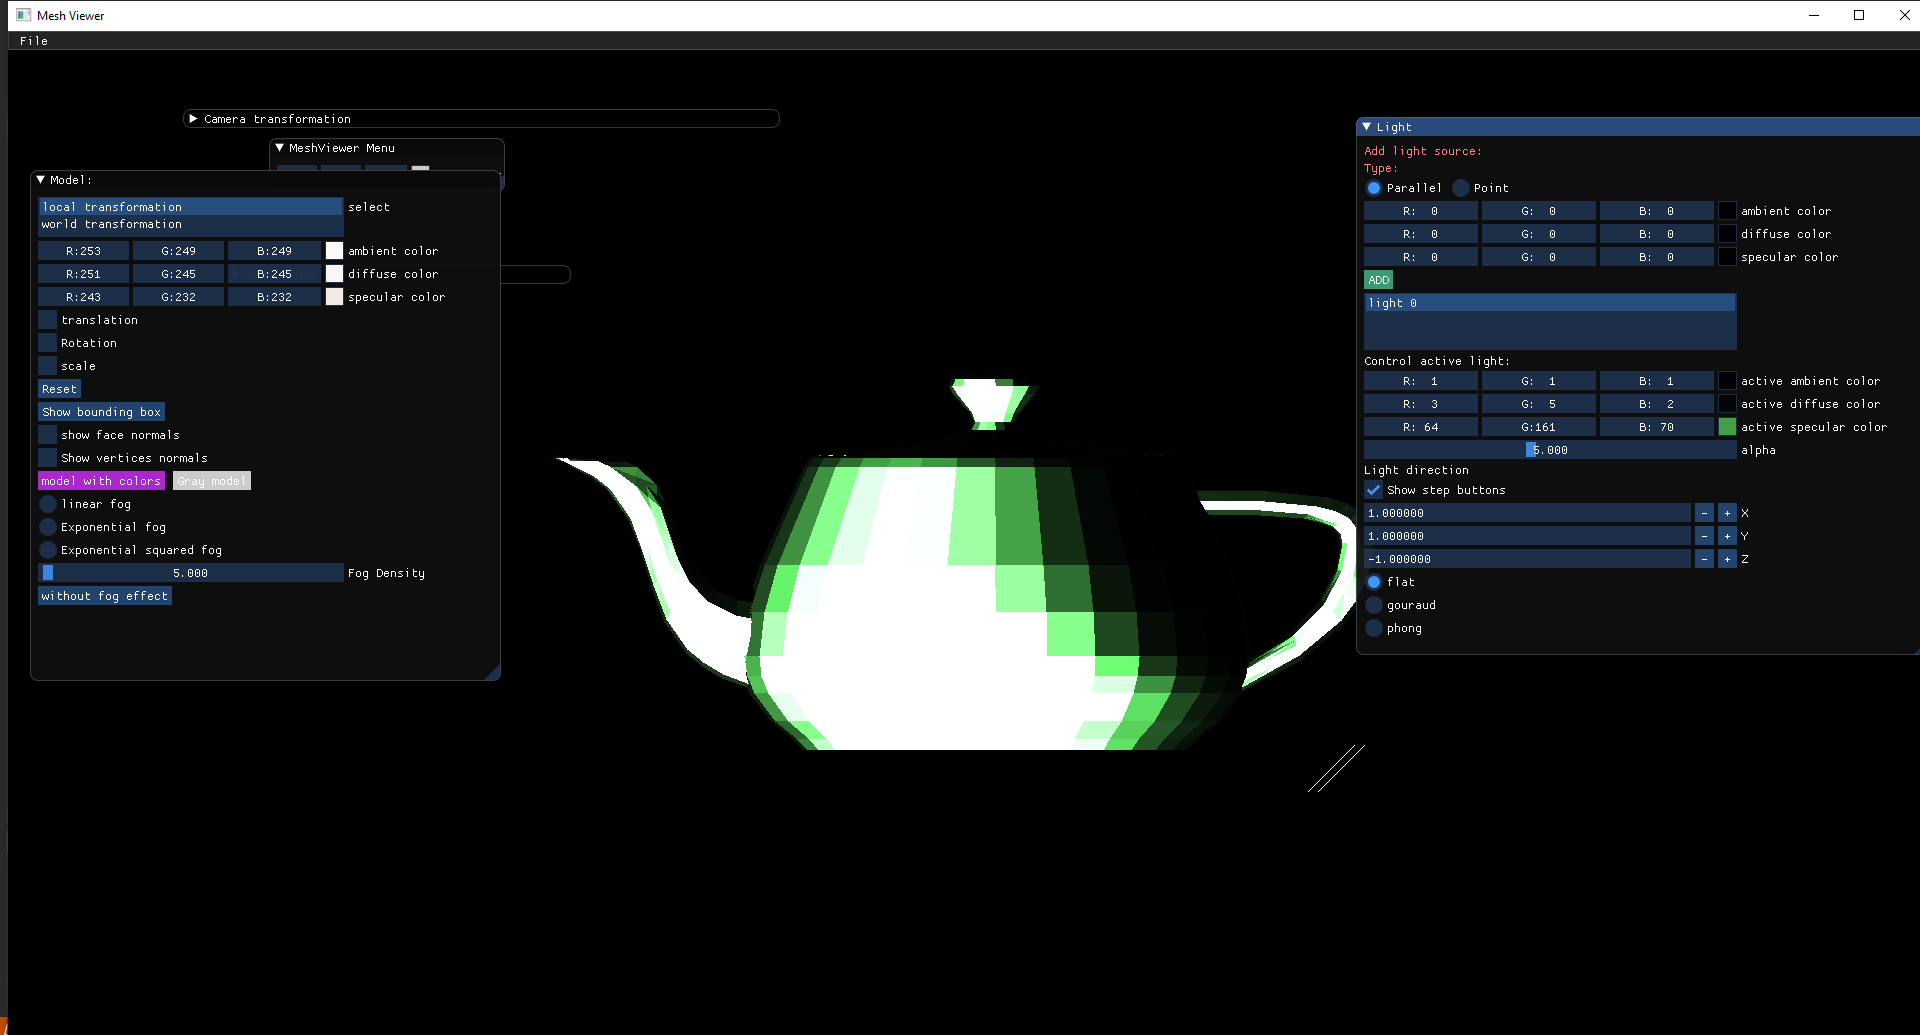 Mesh Viewer
File
Camera transformation
MeshViewer Menu
Model:
local transformation
select
world transformation
R:253 G:249 B:249 ambient color
R:251 G:245 B:245 diffuse color
R:243 G:232 B:232 specular color
translation
Rotation
scale
Reset
Show bounding box
show face normals
Show vertices normals
model with colors Gray model
linear fog
Exponential fog
Exponential squared fog
5.000 Fog Density
without fog effect
Light
Add light source:
Type:
Parallel Point
R: 0 G: 0 B: 0 ambient color
R: 0 G: 0 B: 0 diffuse color
R: 0 G: 0 B: 0 specular color
ADD
light 0
Control active light:
R: 1 G: 1 B: 1 active ambient color
R: 3 G: 5 B: 2 active diffuse color
R: 64 G:161 B: 70 active specular color
5.000 alpha
Light direction
Show step buttons
1.000000 - + X
1.000000 - + Y
-1.000000 - + Z
flat
gouraud
phong